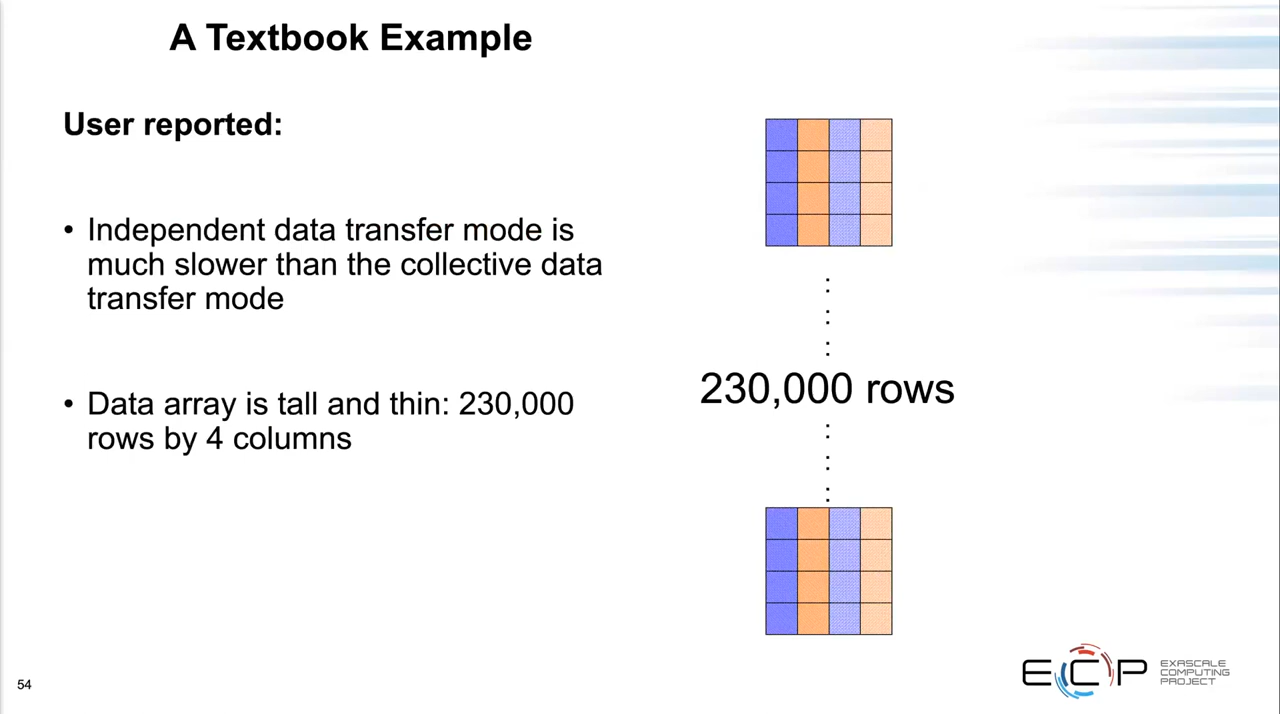 A Textbook Example
User reported:
• Independent data transfer mode is
much slower than the collective data
transfer mode
• Data array is tall and thin: 230,000
rows by 4 columns
230,000 rows
54
ECP
EXASCALE
COMPUTING
PROJECT